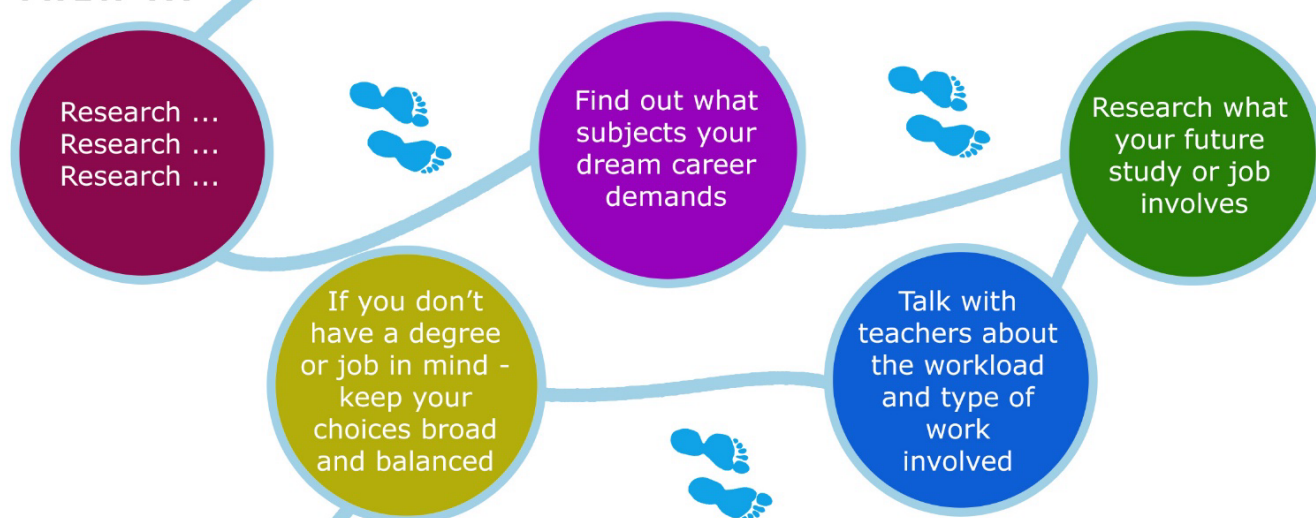 Research ...
Research ...
Research ...
Find out what
subjects your
dream career
demands
Research what
your future
study or job
involves
Talk with
teachers about
the workload
and type of
work
involved
If you don’t
have a degree
or job in mind -
keep your
choices broad
and balanced